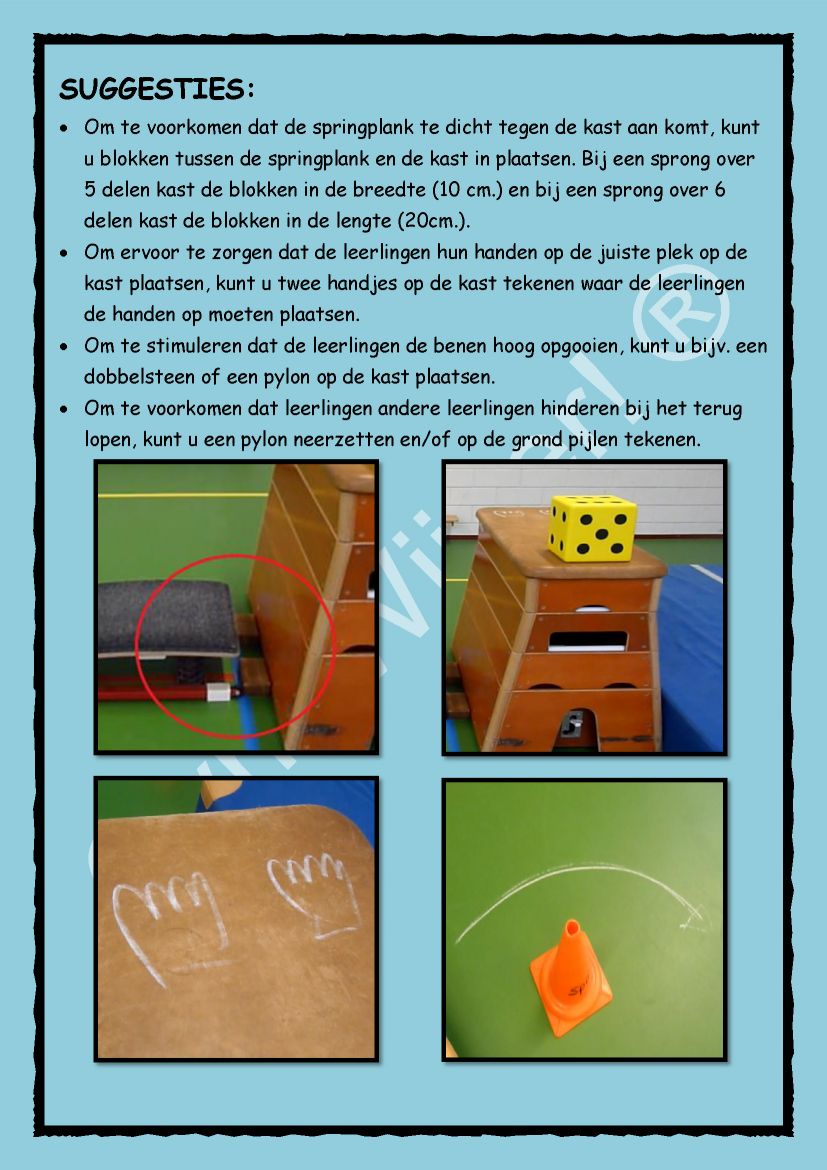 SUGGESTIES:
• Om te voorkomen dat de springplank te dicht tegen de kast aan komt, kunt
u blokken tussen de springplank en de kast in plaatsen. Bij een sprong over
5 delen kast de blokken in de breedte (10 cm.) en bij een sprong over 6
delen kast de blokken in de lengte (20cm.).
• Om ervoor te zorgen dat de leerlingen hun handen op de juiste plek op de
kast plaatsen, kunt u twee handjes op de kast tekenen waar de leerlingen
de handen op moeten plaatsen.
• Om te stimuleren dat de leerlingen de benen hoog opgooien, kunt u bijv. een
dobbelsteen of een pylon op de kast plaatsen.
• Om te voorkomen dat leerlingen andere leerlingen hinderen bij het terug
lopen, kunt u een pylon neerzetten en/of op de grond pijlen tekenen.
®